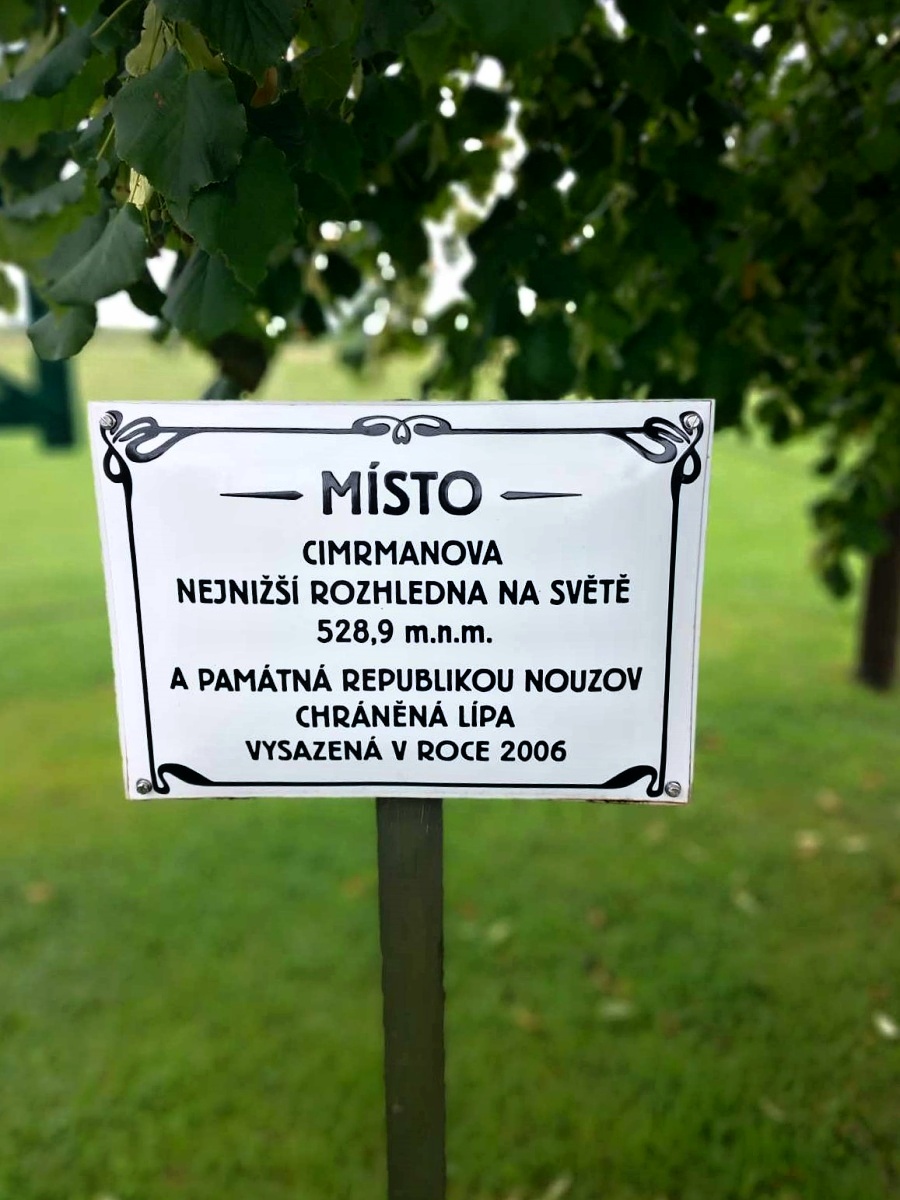 MÍSTO
CIMRMANOVA
NEJNIŽŠÍ ROZHLEDNA NA SVĚTĚ
528,9 m.n.m.
A PAMÁTNÁ REPUBLIKOU NOUZOV
CHRÁNĚNÁ LÍPA
VYSAZENÁ V ROCE 2006